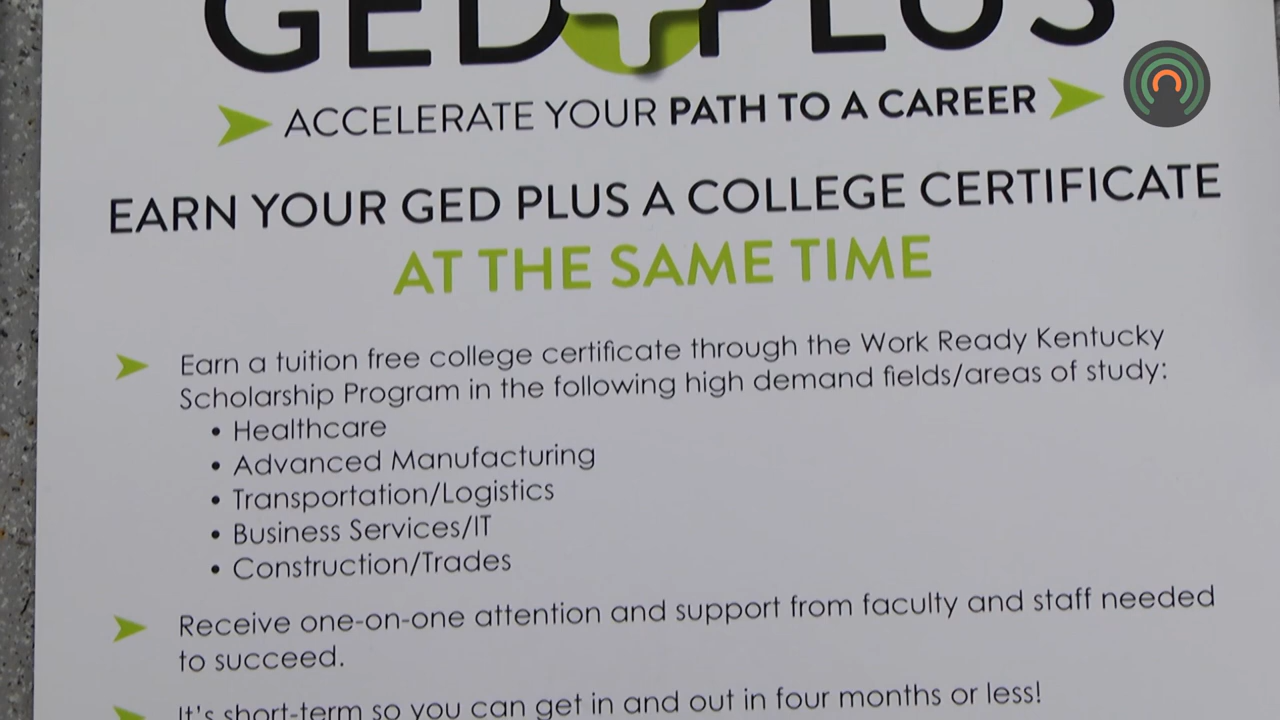 GED PLUS
ACCELERATE YOUR PATH TO A CAREER
EARN YOUR GED PLUS A COLLEGE CERTIFICATE
AT THE SAME TIME
Earn a tuition free college certificate through the Work Ready Kentucky
Scholarship Program in the following high demand fields/areas of study:
• Healthcare
• Advanced Manufacturing
• Transportation/Logistics
• Business Services/IT
• Construction/Trades
Receive one-on-one attention and support from faculty and staff needed
to succeed.
It's short-term so you can get in and out in four months or less!